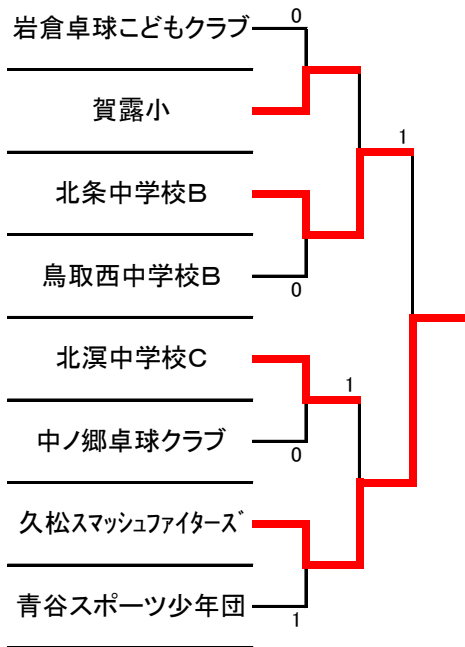 岩倉卓球こどもクラブ
0
賀露小
1
北条中学校B
鳥取西中学校B
0
北溟中学校C
1
中ノ郷卓球クラブ
0
久松スマッシュファイターズ
青谷スポーツ少年団
1